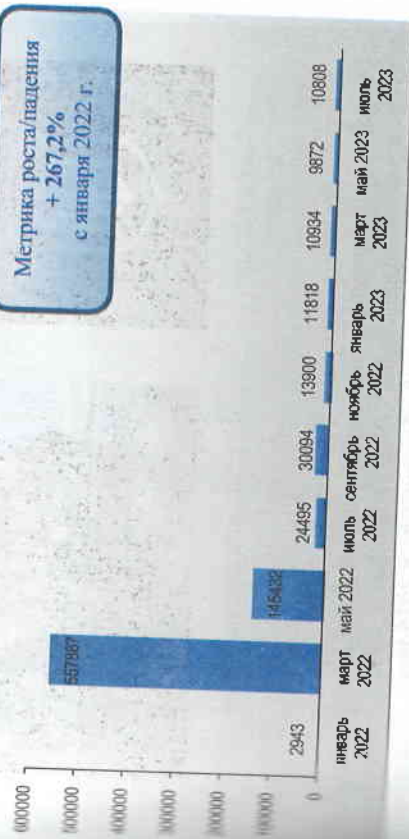 Метрика роста/падения
+ 267,2%
с января 2022 г.
600000
500000
400000
300000
200000
100000
0
2943
557887
145432
24495
30094
13900
11818
10934
9872
10808
январь 2022
март 2022
май 2022
июль 2022
сентябрь 2022
ноябрь 2022
январь 2023
март 2023
май 2023
июль 2023